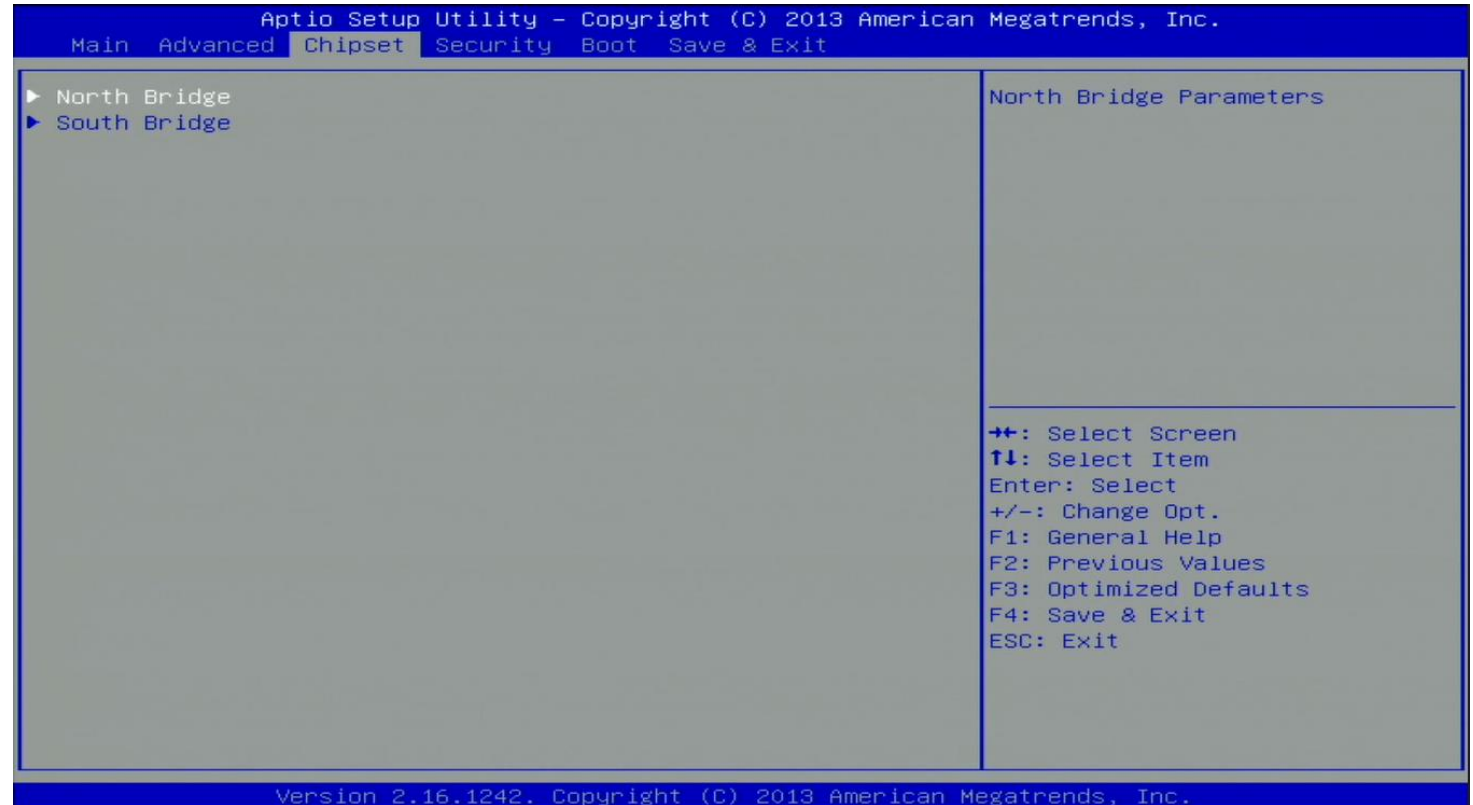 Aptio Setup Utility – Copyright (C) 2013 American Megatrends, Inc.
Main Advanced Chipset Security Boot Save & Exit
► North Bridge
► South Bridge
North Bridge Parameters
→←: Select Screen
↑↓: Select Item
Enter: Select
+/-: Change Opt.
F1: General Help
F2: Previous Values
F3: Optimized Defaults
F4: Save & Exit
ESC: Exit
Version 2.16.1242. Copyright (C) 2013 American Megatrends, Inc.